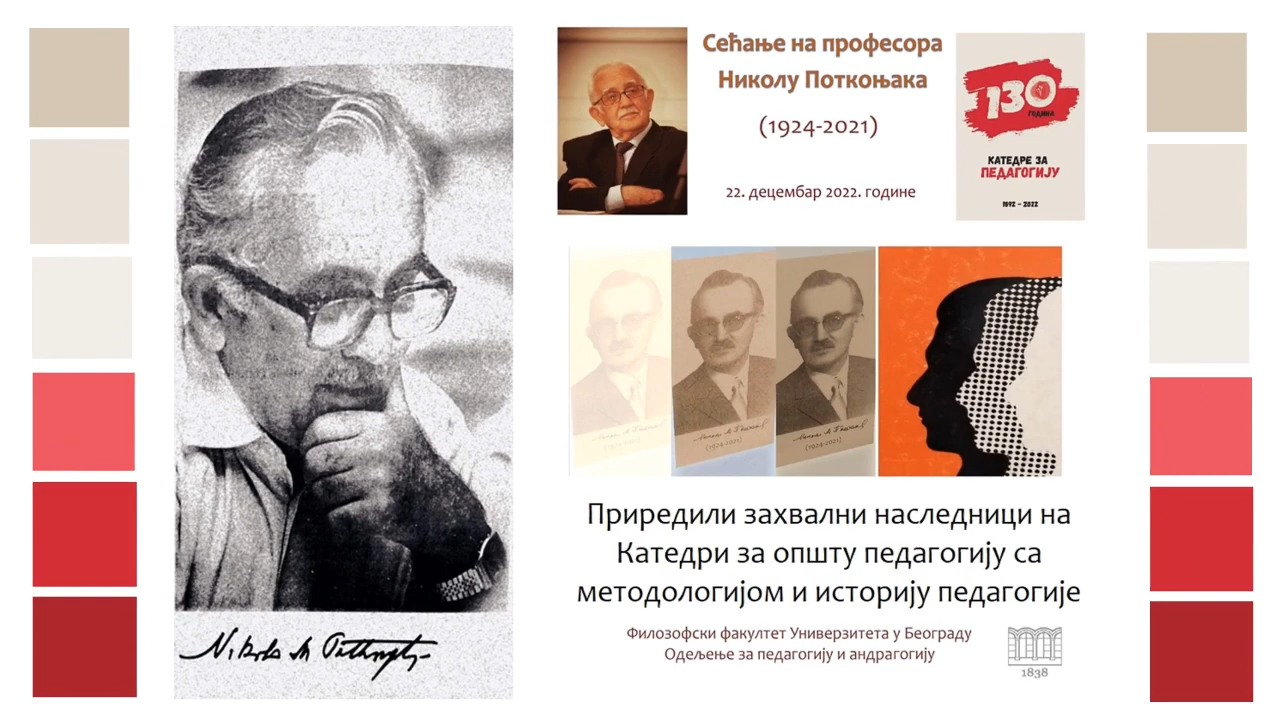 Сећање на професора
Николу Поткоњака
(1924-2021)
22. децембар 2022. године
130
ГОДИНА
КАТЕДРЕ ЗА
ПЕДАГОГИЈУ
1892 – 2022
(1924-2021)
(1924-2021)
(1924-2021)
Приредили захвални наследници на
Катедри за општу педагогију са
методологијом и историју педагогије
Филозофски факултет Универзитета у Београду
Одељење за педагогију и андрагогију
1838
Nikola M